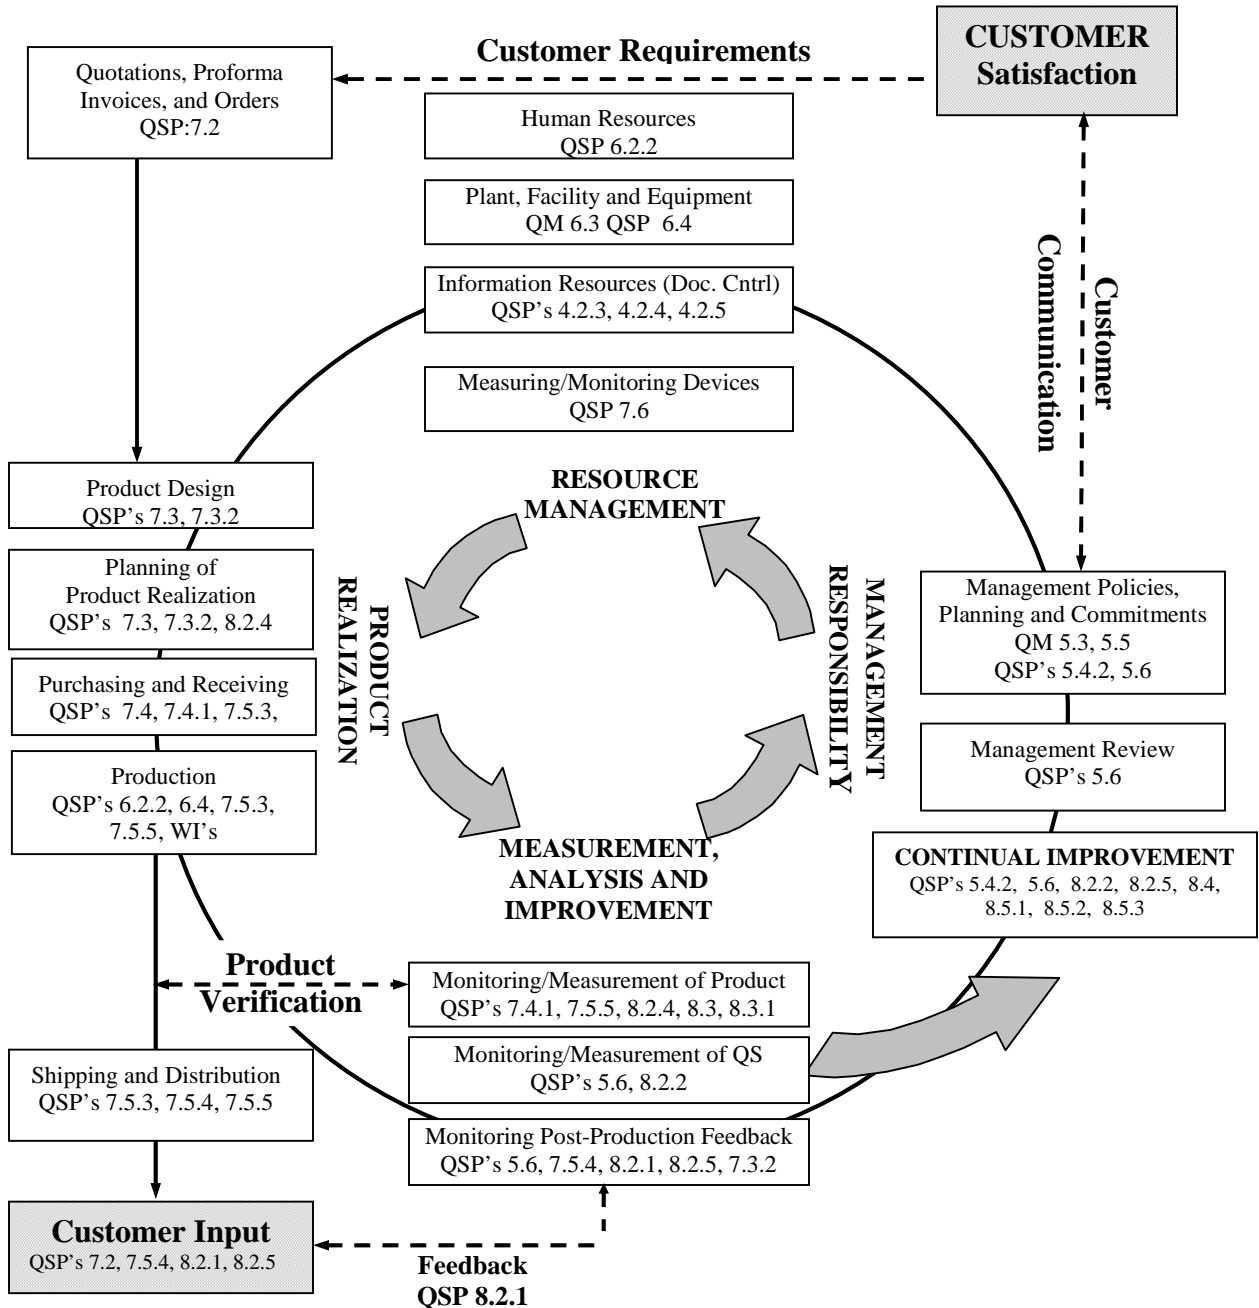 Customer Requirements
CUSTOMER
Satisfaction
Quotations, Proforma
Invoices, and Orders
QSP:7.2
Human Resources
QSP 6.2.2
Plant, Facility and Equipment
QM 6.3 QSP  6.4
Information Resources (Doc. Cntrl)
QSP’s 4.2.3, 4.2.4, 4.2.5
Measuring/Monitoring Devices
QSP 7.6
Customer
Communication
Product Design
QSP’s 7.3, 7.3.2
Planning of
Product Realization
QSP’s  7.3, 7.3.2, 8.2.4
Purchasing and Receiving
QSP’s  7.4, 7.4.1, 7.5.3,
Production
QSP’s 6.2.2, 6.4, 7.5.3,
7.5.5, WI’s
RESOURCE
MANAGEMENT
PRODUCT
REALIZATION
MANAGEMENT
RESPONSIBILITY
MEASUREMENT,
ANALYSIS AND
IMPROVEMENT
Management Policies,
Planning and Commitments
QM 5.3, 5.5
QSP’s 5.4.2, 5.6
Management Review
QSP’s 5.6
CONTINUAL IMPROVEMENT
QSP’s 5.4.2,  5.6,  8.2.2,  8.2.5,  8.4,
8.5.1,  8.5.2,  8.5.3
Product
Verification
Monitoring/Measurement of Product
QSP’s 7.4.1, 7.5.5, 8.2.4, 8.3, 8.3.1
Monitoring/Measurement of QS
QSP’s 5.6, 8.2.2
Monitoring Post-Production Feedback
QSP’s 5.6, 7.5.4, 8.2.1, 8.2.5, 7.3.2
Shipping and Distribution
QSP’s 7.5.3, 7.5.4, 7.5.5
Customer Input
QSP’s 7.2, 7.5.4, 8.2.1, 8.2.5
Feedback
QSP 8.2.1